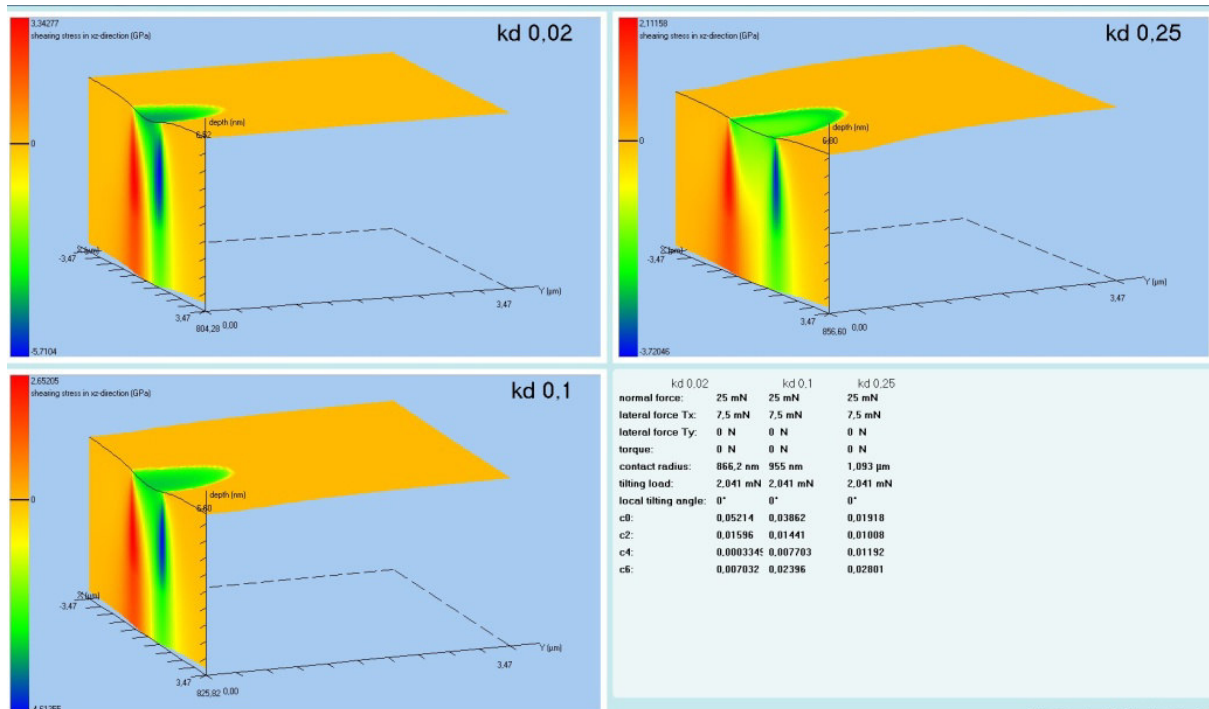 3,34277
shearing stress in xz-direction (GPa)
kd 0,02
0
depth (nm)
6,52
-3,47
3,47
804,28 0,00
3,47
Y (µm)
-5,7104
2,11158
shearing stress in xz-direction (GPa)
kd 0,25
0
depth (nm)
6,80
-3,47
3,47
856,60 0,00
3,47
Y (µm)
-3,72046
2,65205
shearing stress in xz-direction (GPa)
kd 0,1
0
depth (nm)
6,60
-3,47
3,47
825,82 0,00
3,47
Y (µm)
kd 0,02 kd 0,1 kd 0,25
normal force: 25 mN 25 mN 25 mN
lateral force Tx: 7,5 mN 7,5 mN 7,5 mN
lateral force Ty: 0 N 0 N 0 N
torque: 0 N 0 N 0 N
contact radius: 866,2 nm 955 nm 1,093 µm
tilting load: 2,041 mN 2,041 mN 2,041 mN
local tilting angle: 0° 0° 0°
c0: 0,05214 0,03862 0,01918
c2: 0,01596 0,01441 0,01008
c4: 0,000334 0,007703 0,01192
c6: 0,007032 0,02396 0,02801